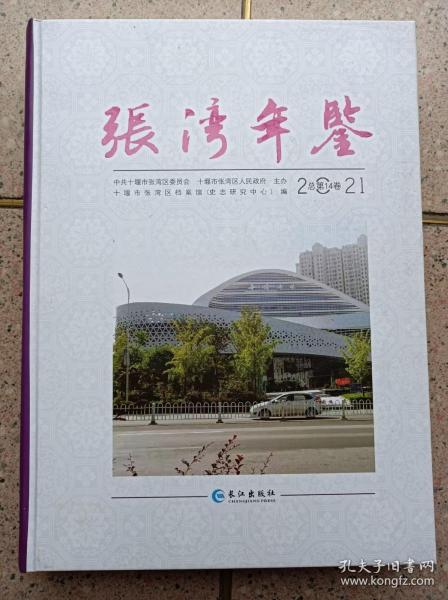 張湾年鉴
中共十堰市张湾区委员会 十堰市张湾区人民政府 主办
十堰市张湾区档案馆(史志研究中心) 编
2021
总第14卷
长江出版社
CHANGJIANG PRESS
孔夫子旧书网
www.kongfz.com